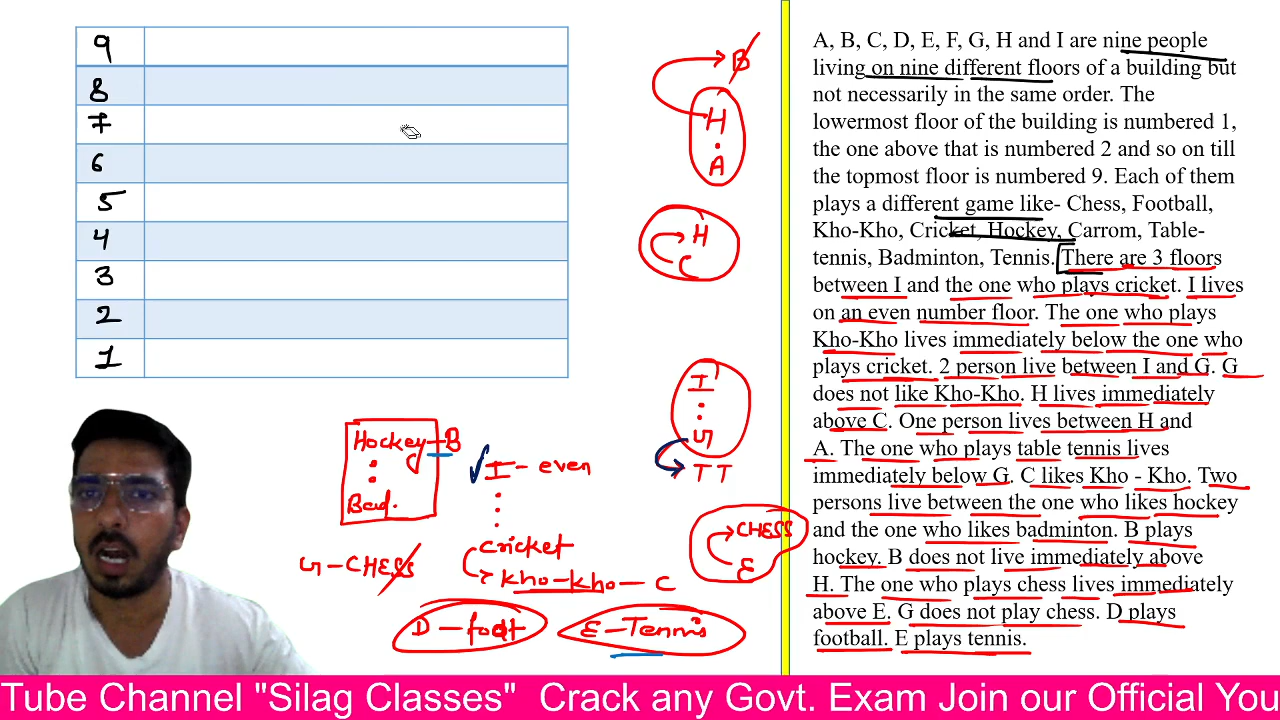 9
8
7
6
5
4
3
2
1
B
H
A
H
C
I
G
TT
CHESS
E
Hockey-B
Bad.
I - even
cricket
kho-kho - C
G-CHESS
D-foot
E-Tennis
A, B, C, D, E, F, G, H and I are nine people
living on nine different floors of a building but
not necessarily in the same order. The
lowermost floor of the building is numbered 1,
the one above that is numbered 2 and so on till
the topmost floor is numbered 9. Each of them
plays a different game like- Chess, Football,
Kho-Kho, Cricket, Hockey, Carrom, Table-
tennis, Badminton, Tennis. There are 3 floors
between I and the one who plays cricket. I lives
on an even number floor. The one who plays
Kho-Kho lives immediately below the one who
plays cricket. 2 person live between I and G. G
does not like Kho-Kho. H lives immediately
above C. One person lives between H and
A. The one who plays table tennis lives
immediately below G. C likes Kho - Kho. Two
persons live between the one who likes hockey
and the one who likes badminton. B plays
hockey. B does not live immediately above
H. The one who plays chess lives immediately
above E. G does not play chess. D plays
football. E plays tennis.
Tube Channel "Silag Classes" Crack any Govt. Exam Join our Official You